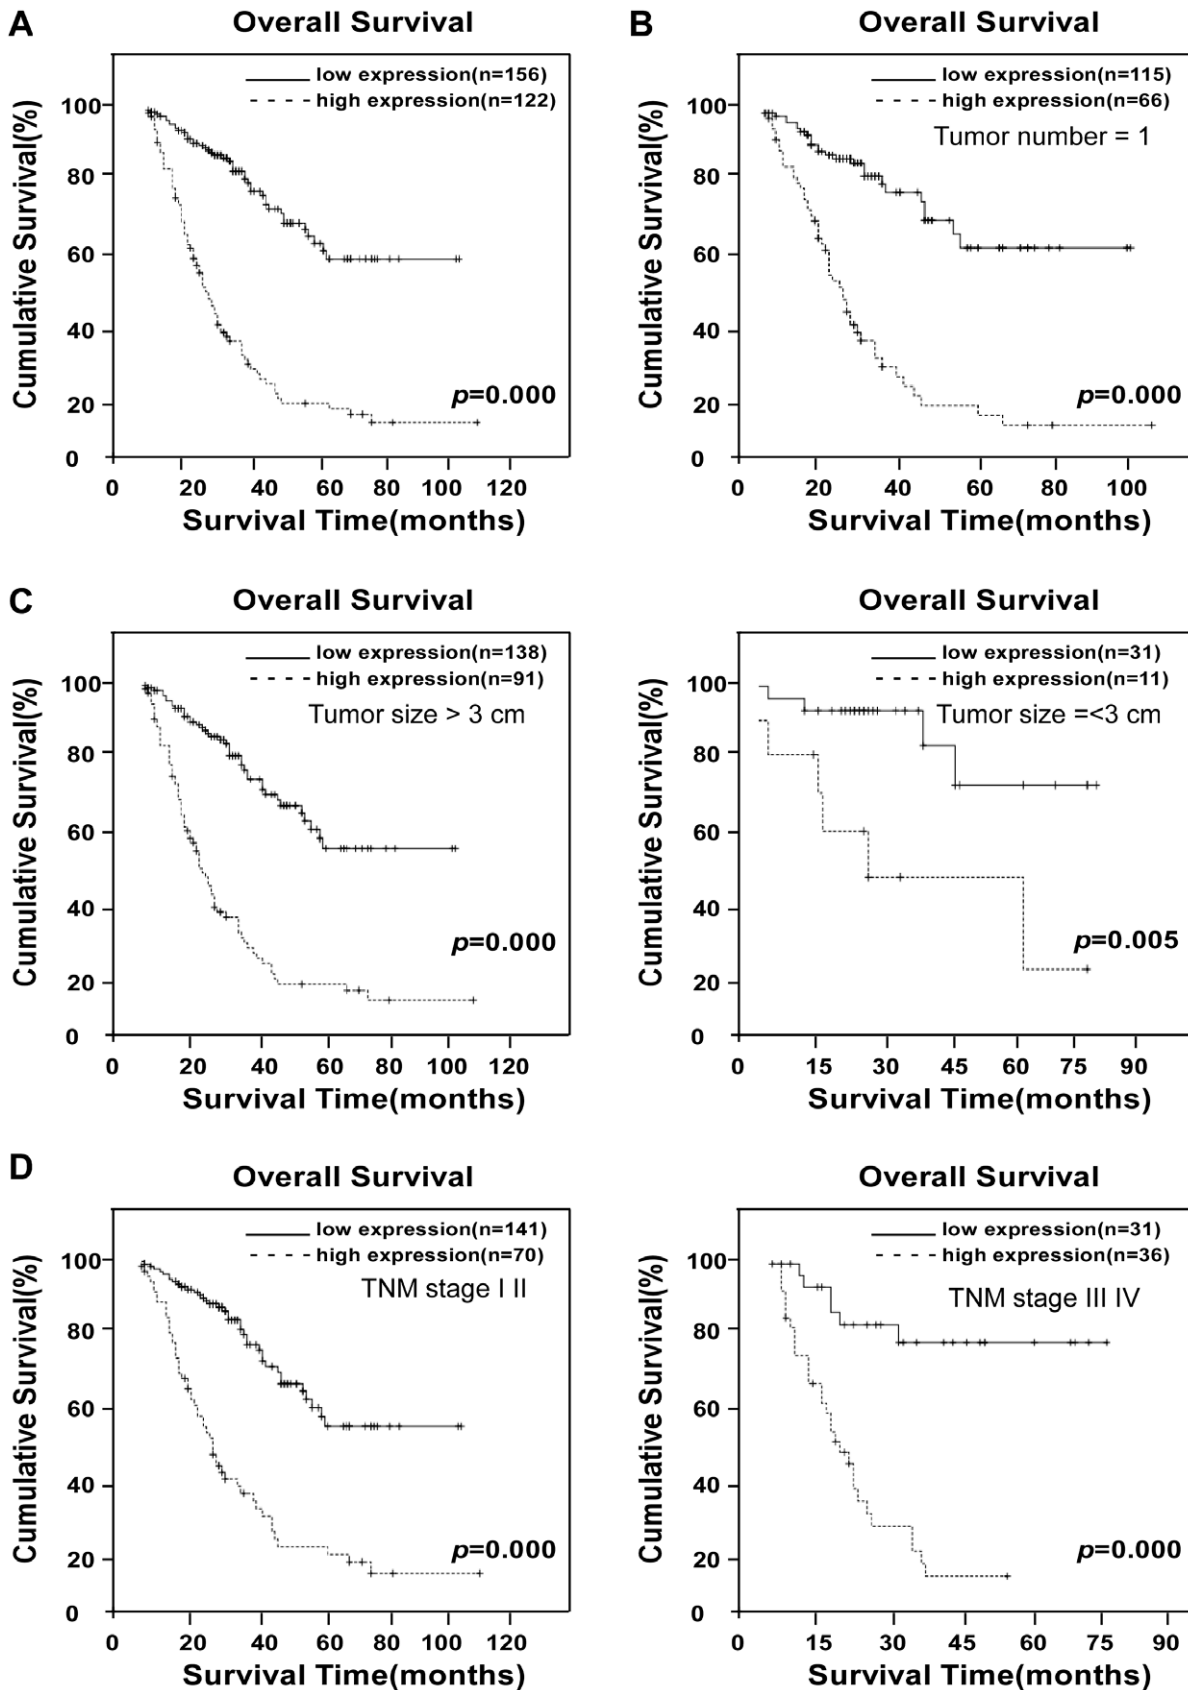 A
Overall Survival
low expression(n=156)
high expression(n=122)
Cumulative Survival(%)
100
80
60
40
20
0
p=0.000
0 20 40 60 80 100 120
Survival Time(months)
B
Overall Survival
low expression(n=115)
high expression(n=66)
Tumor number = 1
Cumulative Survival(%)
100
80
60
40
20
0
p=0.000
0 20 40 60 80 100
Survival Time(months)
C
Overall Survival
low expression(n=138)
high expression(n=91)
Tumor size > 3 cm
Cumulative Survival(%)
100
80
60
40
20
0
p=0.000
0 20 40 60 80 100 120
Survival Time(months)
Overall Survival
low expression(n=31)
high expression(n=11)
Tumor size =<3 cm
Cumulative Survival(%)
100
80
60
40
20
0
p=0.005
0 15 30 45 60 75 90
Survival Time(months)
D
Overall Survival
low expression(n=141)
high expression(n=70)
TNM stage I II
Cumulative Survival(%)
100
80
60
40
20
0
p=0.000
0 20 40 60 80 100 120
Survival Time(months)
Overall Survival
low expression(n=31)
high expression(n=36)
TNM stage III IV
Cumulative Survival(%)
100
80
60
40
20
0
p=0.000
0 15 30 45 60 75 90
Survival Time(months)